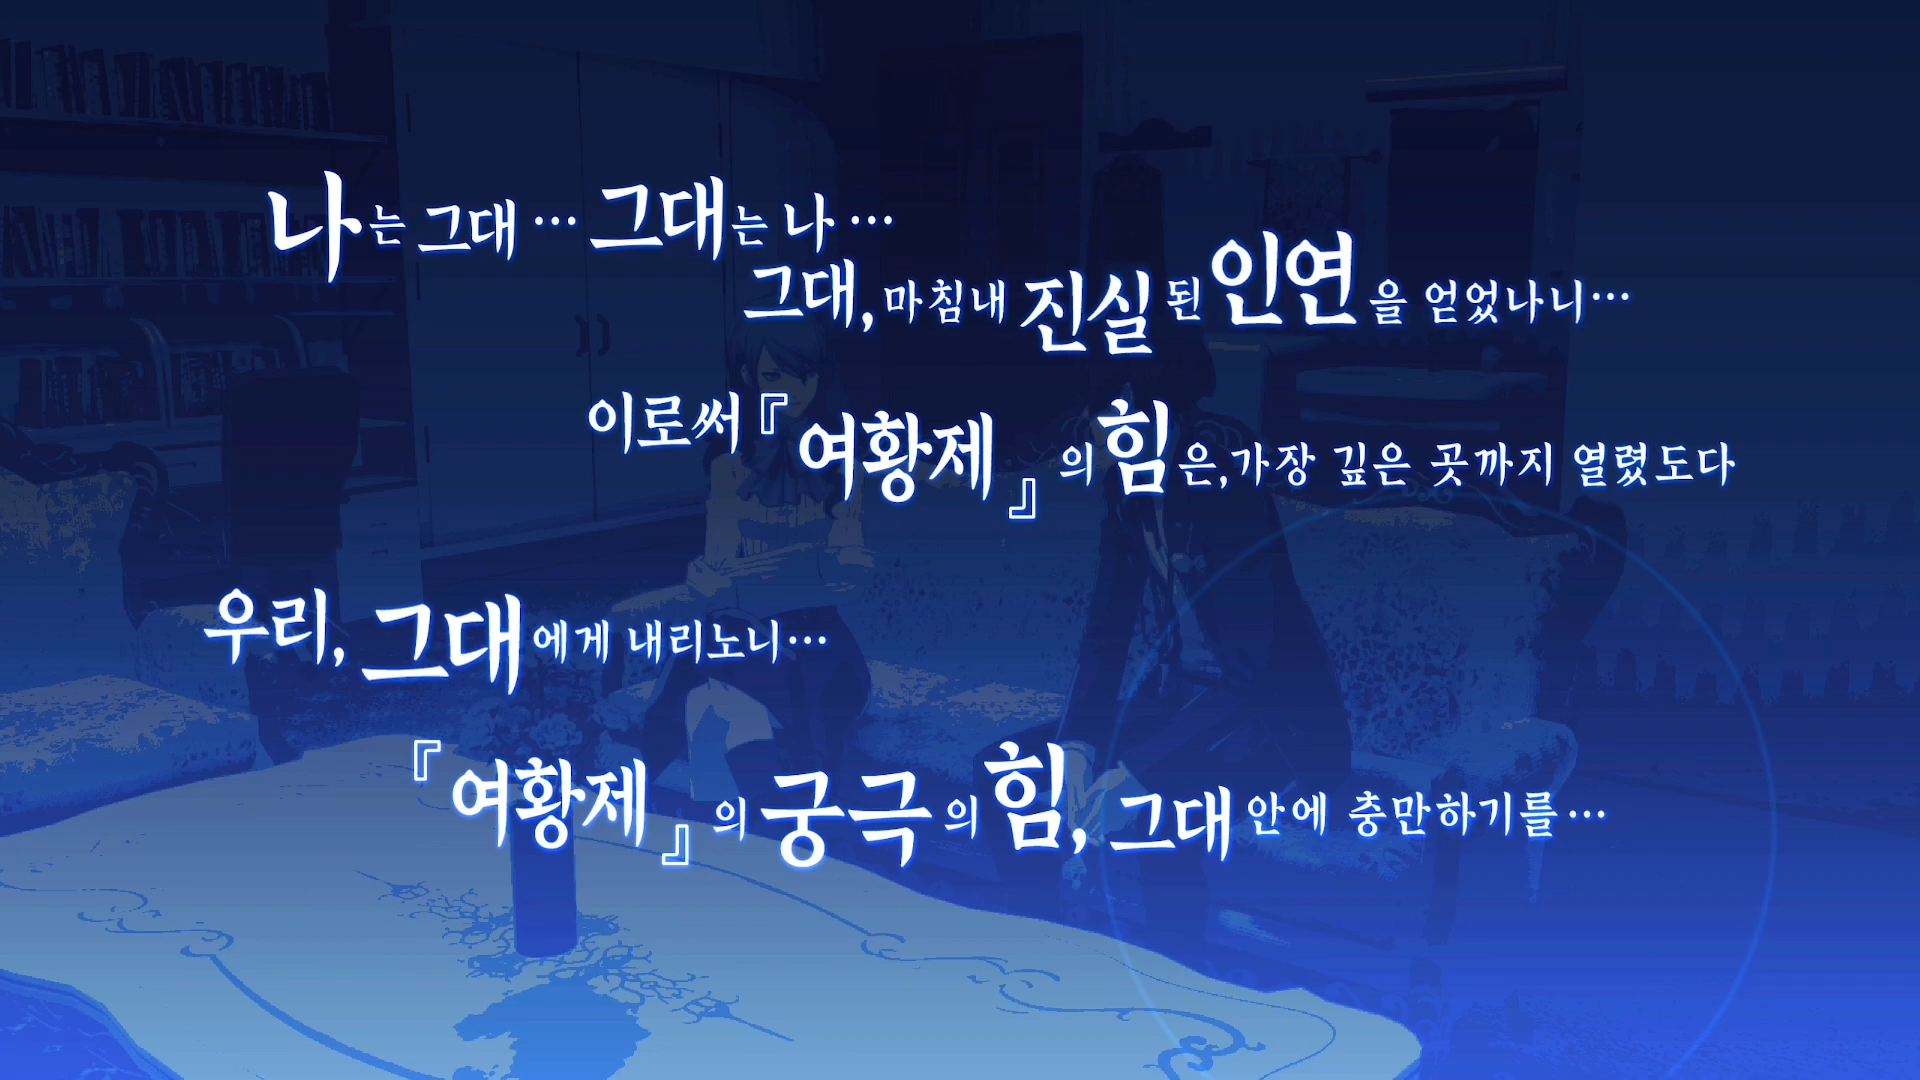 나는 그대… 그대는 나…
그대, 마침내 진실된 인연을 얻었나니…
이로써 『여황제』의 힘은, 가장 깊은 곳까지 열렸도다
우리, 그대에게 내리노니…
『여황제』의 궁극의 힘, 그대 안에 충만하기를…